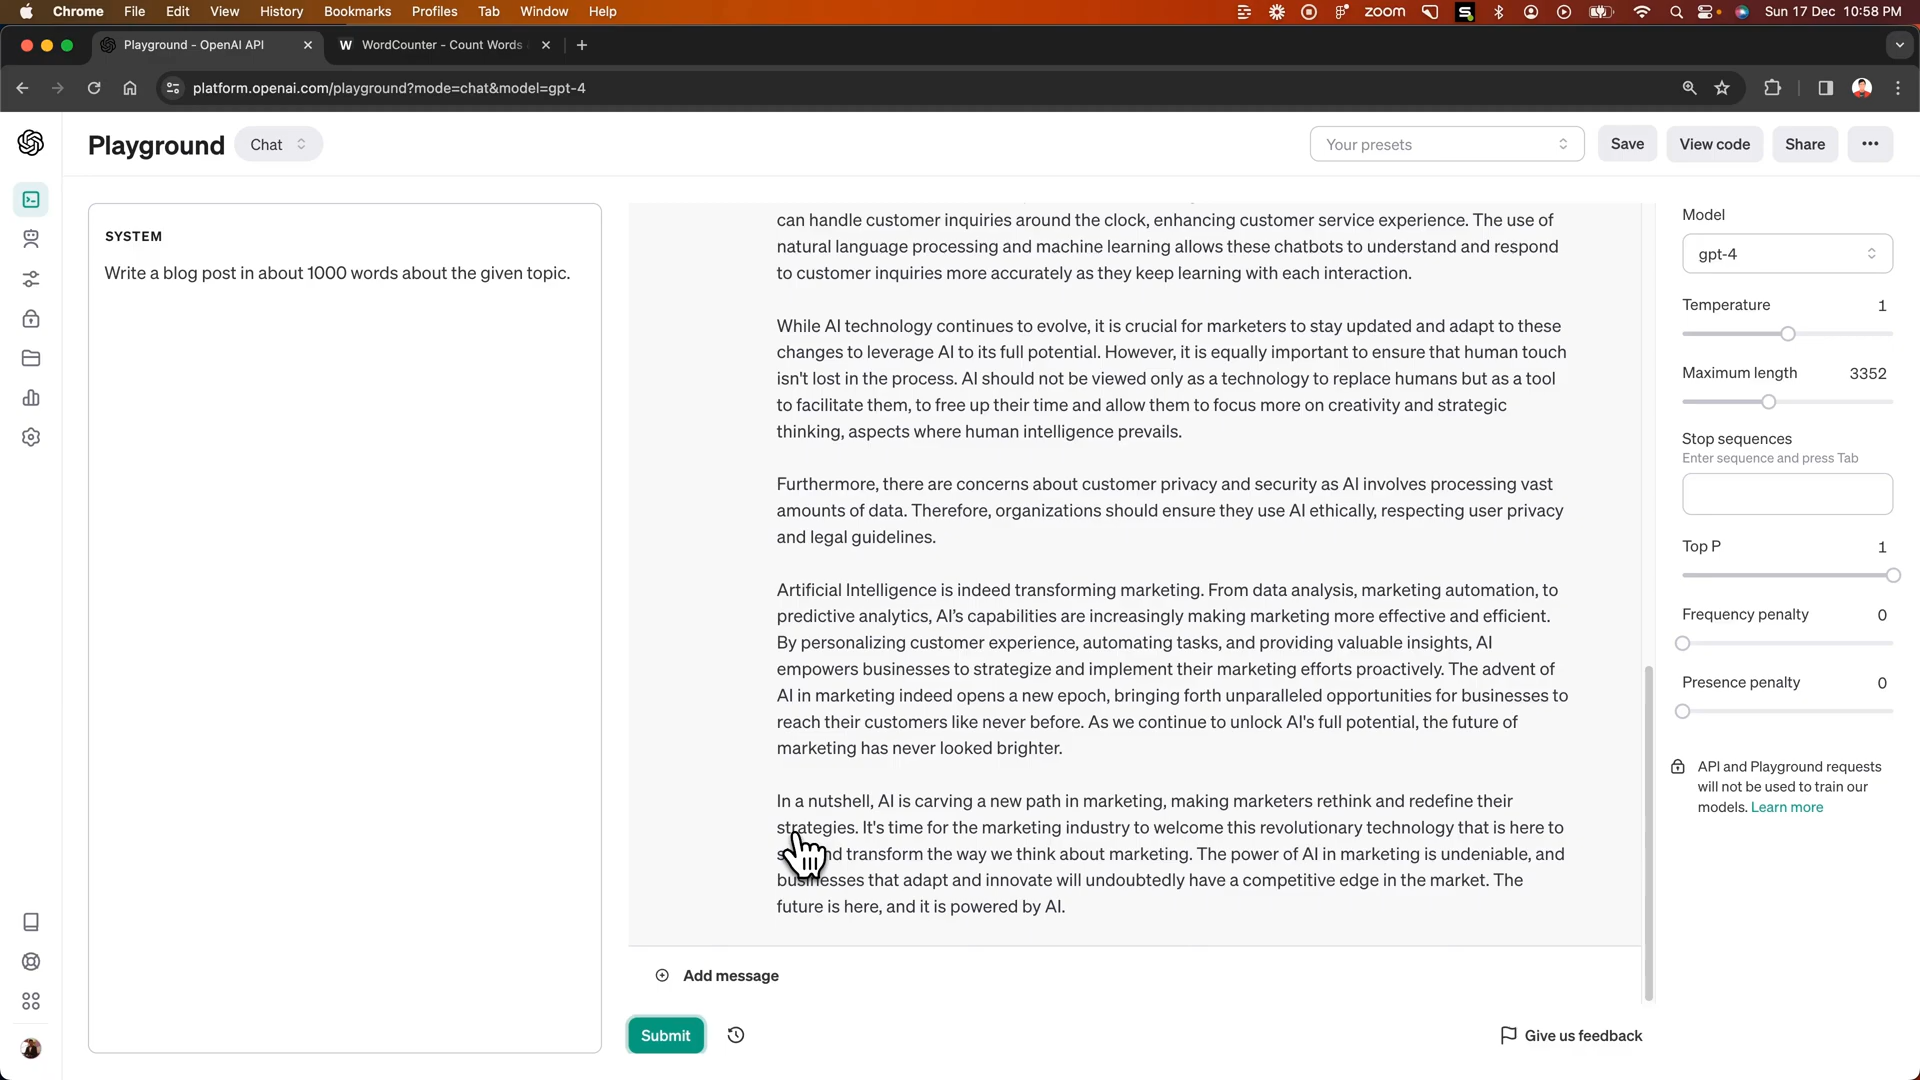 Chrome File Edit View History Bookmarks Profiles Tab Window Help
zoom
Sun 17 Dec 10:58 PM
Playground - OpenAI API
W WordCounter - Count Words
platform.openai.com/playground?mode=chat&model=gpt-4
Playground
Chat
Your presets
Save
View code
Share
SYSTEM
Write a blog post in about 1000 words about the given topic.
can handle customer inquiries around the clock, enhancing customer service experience. The use of
natural language processing and machine learning allows these chatbots to understand and respond
to customer inquiries more accurately as they keep learning with each interaction.
While AI technology continues to evolve, it is crucial for marketers to stay updated and adapt to these
changes to leverage AI to its full potential. However, it is equally important to ensure that human touch
isn't lost in the process. AI should not be viewed only as a technology to replace humans but as a tool
to facilitate them, to free up their time and allow them to focus more on creativity and strategic
thinking, aspects where human intelligence prevails.
Furthermore, there are concerns about customer privacy and security as AI involves processing vast
amounts of data. Therefore, organizations should ensure they use AI ethically, respecting user privacy
and legal guidelines.
Artificial Intelligence is indeed transforming marketing. From data analysis, marketing automation, to
predictive analytics, AI’s capabilities are increasingly making marketing more effective and efficient.
By personalizing customer experience, automating tasks, and providing valuable insights, AI
empowers businesses to strategize and implement their marketing efforts proactively. The advent of
AI in marketing indeed opens a new epoch, bringing forth unparalleled opportunities for businesses to
reach their customers like never before. As we continue to unlock AI's full potential, the future of
marketing has never looked brighter.
In a nutshell, AI is carving a new path in marketing, making marketers rethink and redefine their
strategies. It's time for the marketing industry to welcome this revolutionary technology that is here to
transform the way we think about marketing. The power of AI in marketing is undeniable, and
businesses that adapt and innovate will undoubtedly have a competitive edge in the market. The
future is here, and it is powered by AI.
Add message
Submit
Give us feedback
Model
gpt-4
Temperature 1
Maximum length 3352
Stop sequences
Enter sequence and press Tab
Top P 1
Frequency penalty 0
Presence penalty 0
API and Playground requests
will not be used to train our
models. Learn more